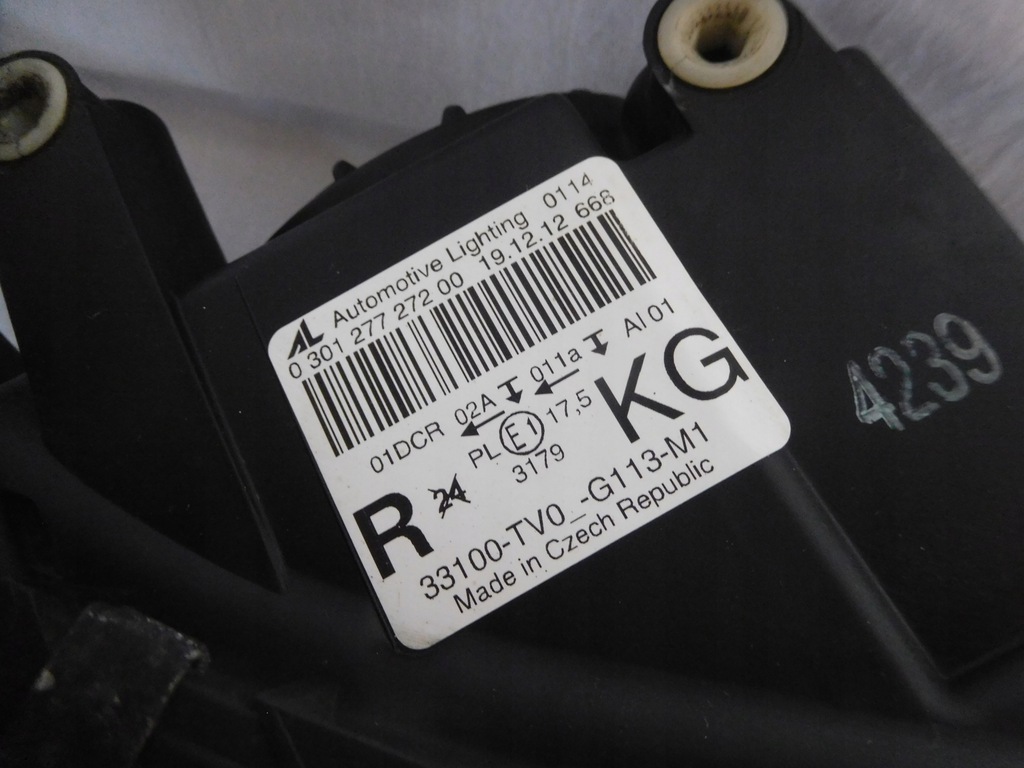 AL Automotive Lighting 0114
0 301 277 272 00 19.12.12 668
01DCR 02A 011a AI 01
PL E1 17,5 KG
3179
R 24
33100-TV0_-G113-M1
Made in Czech Republic
4239